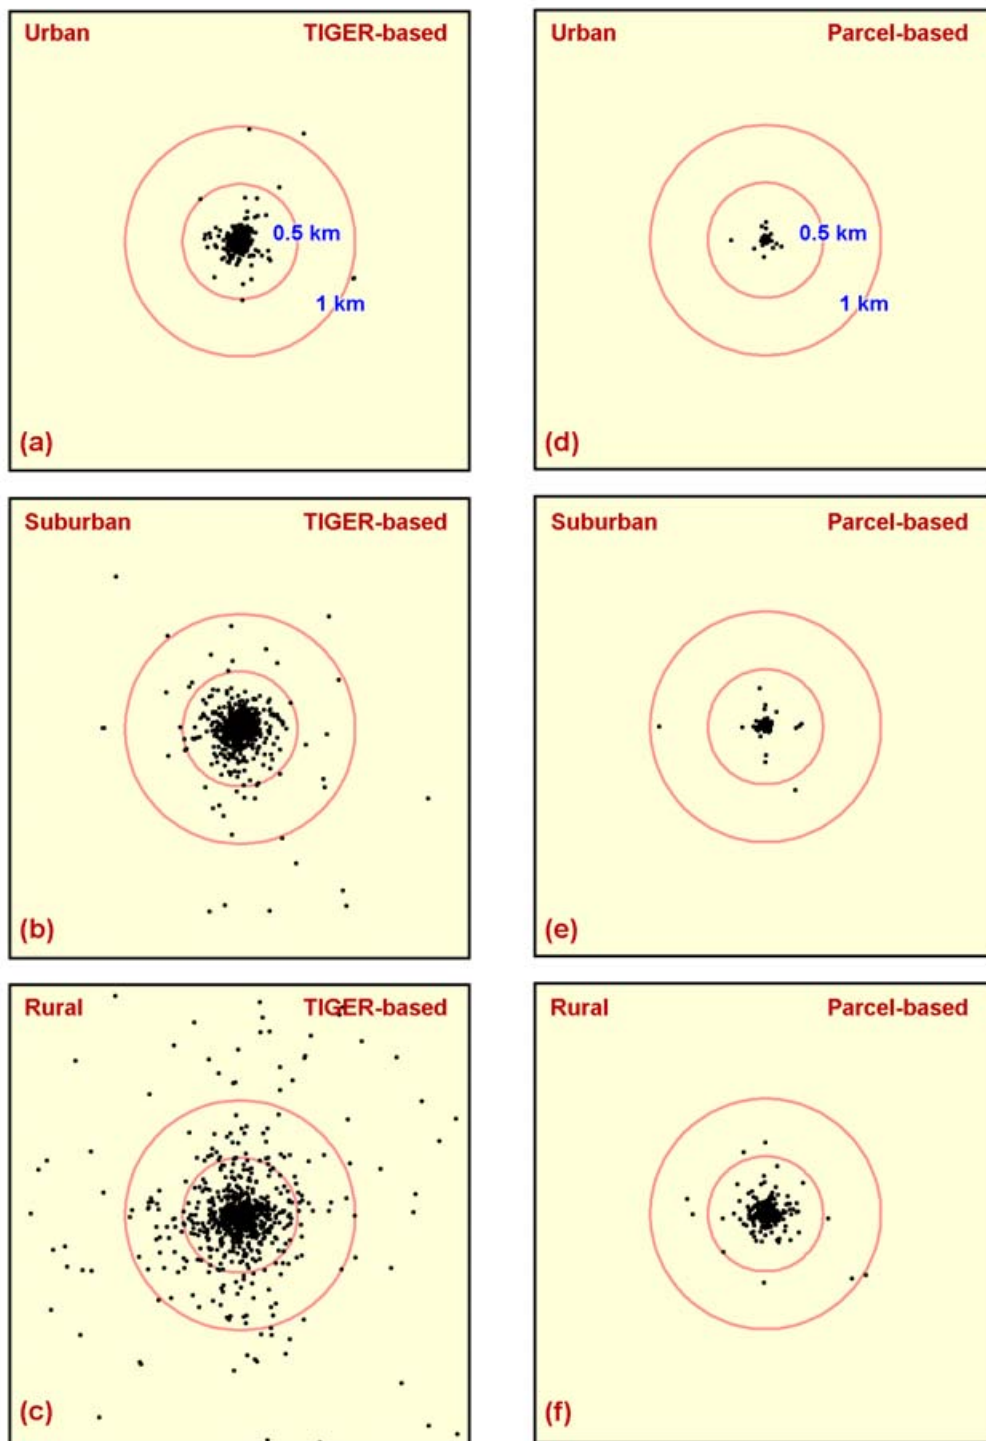 Urban TIGER-based
0.5 km
1 km
(a)
Urban Parcel-based
0.5 km
1 km
(d)
Suburban TIGER-based
(b)
Suburban Parcel-based
(e)
Rural TIGER-based
(c)
Rural Parcel-based
(f)